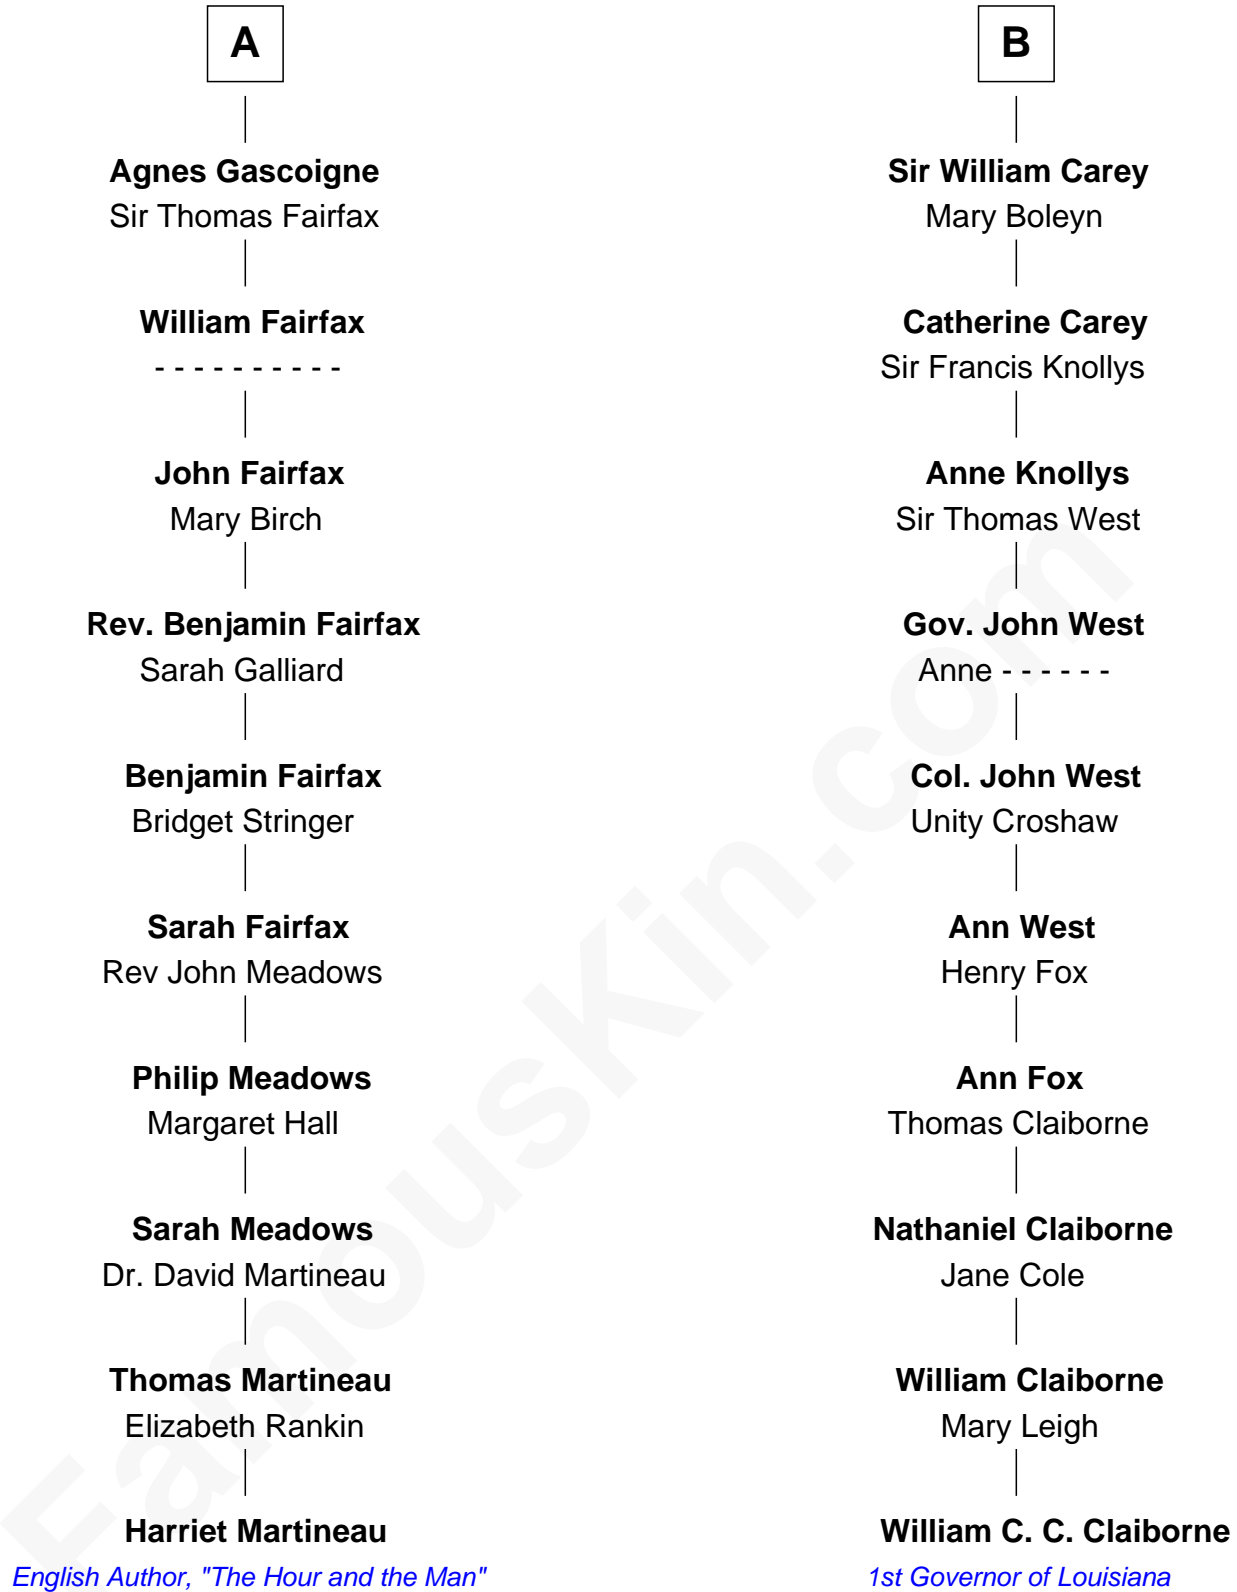 A
Agnes Gascoigne
Sir Thomas Fairfax
William Fairfax
- - - - - - - - - -
John Fairfax
Mary Birch
Rev. Benjamin Fairfax
Sarah Galliard
Benjamin Fairfax
Bridget Stringer
Sarah Fairfax
Rev John Meadows
Philip Meadows
Margaret Hall
Sarah Meadows
Dr. David Martineau
Thomas Martineau
Elizabeth Rankin
Harriet Martineau
English Author, "The Hour and the Man"
B
Sir William Carey
Mary Boleyn
Catherine Carey
Sir Francis Knollys
Anne Knollys
Sir Thomas West
Gov. John West
Anne - - - - - -
Col. John West
Unity Croshaw
Ann West
Henry Fox
Ann Fox
Thomas Claiborne
Nathaniel Claiborne
Jane Cole
William Claiborne
Mary Leigh
William C. C. Claiborne
1st Governor of Louisiana
FamousKin.com